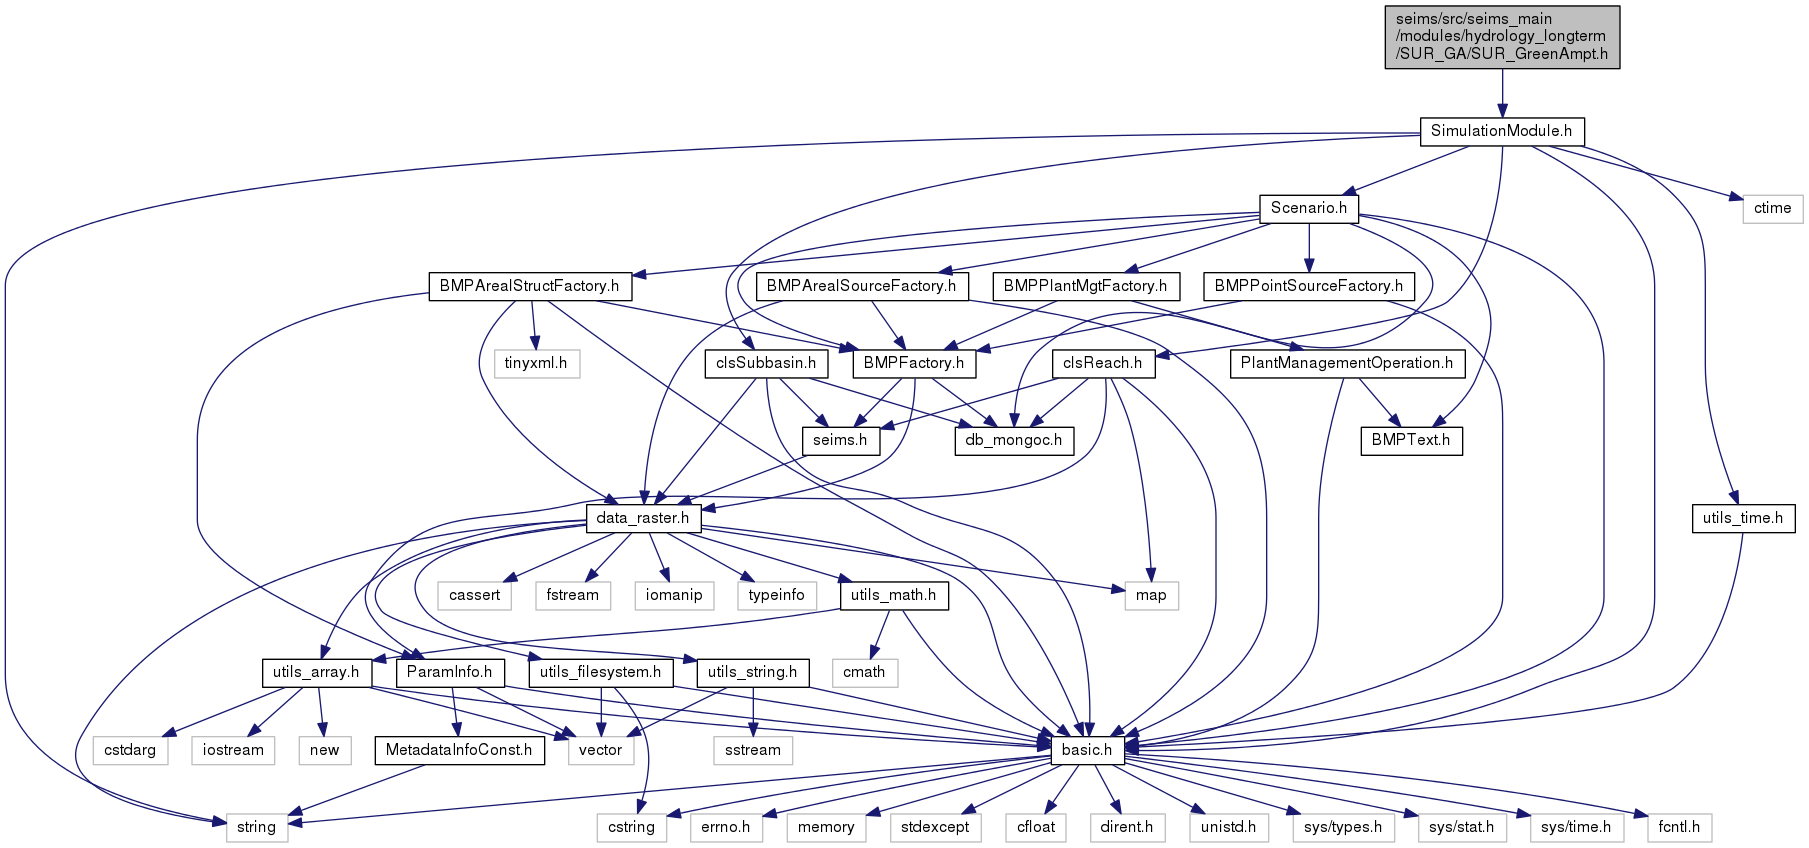 seims/src/seims_main
/modules/hydrology_longterm
/SUR_GA/SUR_GreenAmpt.h
SimulationModule.h
Scenario.h
ctime
BMPArealStructFactory.h
BMPArealSourceFactory.h
BMPPlantMgtFactory.h
BMPPointSourceFactory.h
tinyxml.h
clsSubbasin.h
BMPFactory.h
clsReach.h
PlantManagementOperation.h
seims.h
db_mongoc.h
BMPText.h
data_raster.h
utils_time.h
cassert
fstream
iomanip
typeinfo
utils_math.h
map
utils_array.h
ParamInfo.h
utils_filesystem.h
utils_string.h
cmath
cstdarg
iostream
new
MetadataInfoConst.h
vector
sstream
basic.h
string
cstring
errno.h
memory
stdexcept
cfloat
dirent.h
unistd.h
sys/types.h
sys/stat.h
sys/time.h
fcntl.h